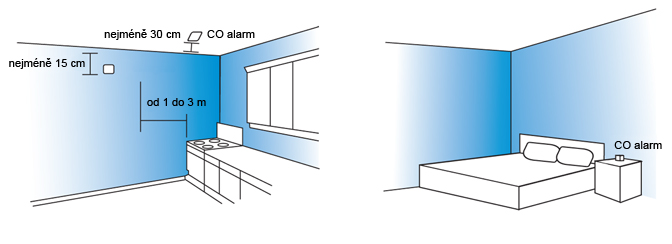 nejméně 30 cm
CO alarm
nejméně 15 cm
od 1 do 3 m
CO alarm